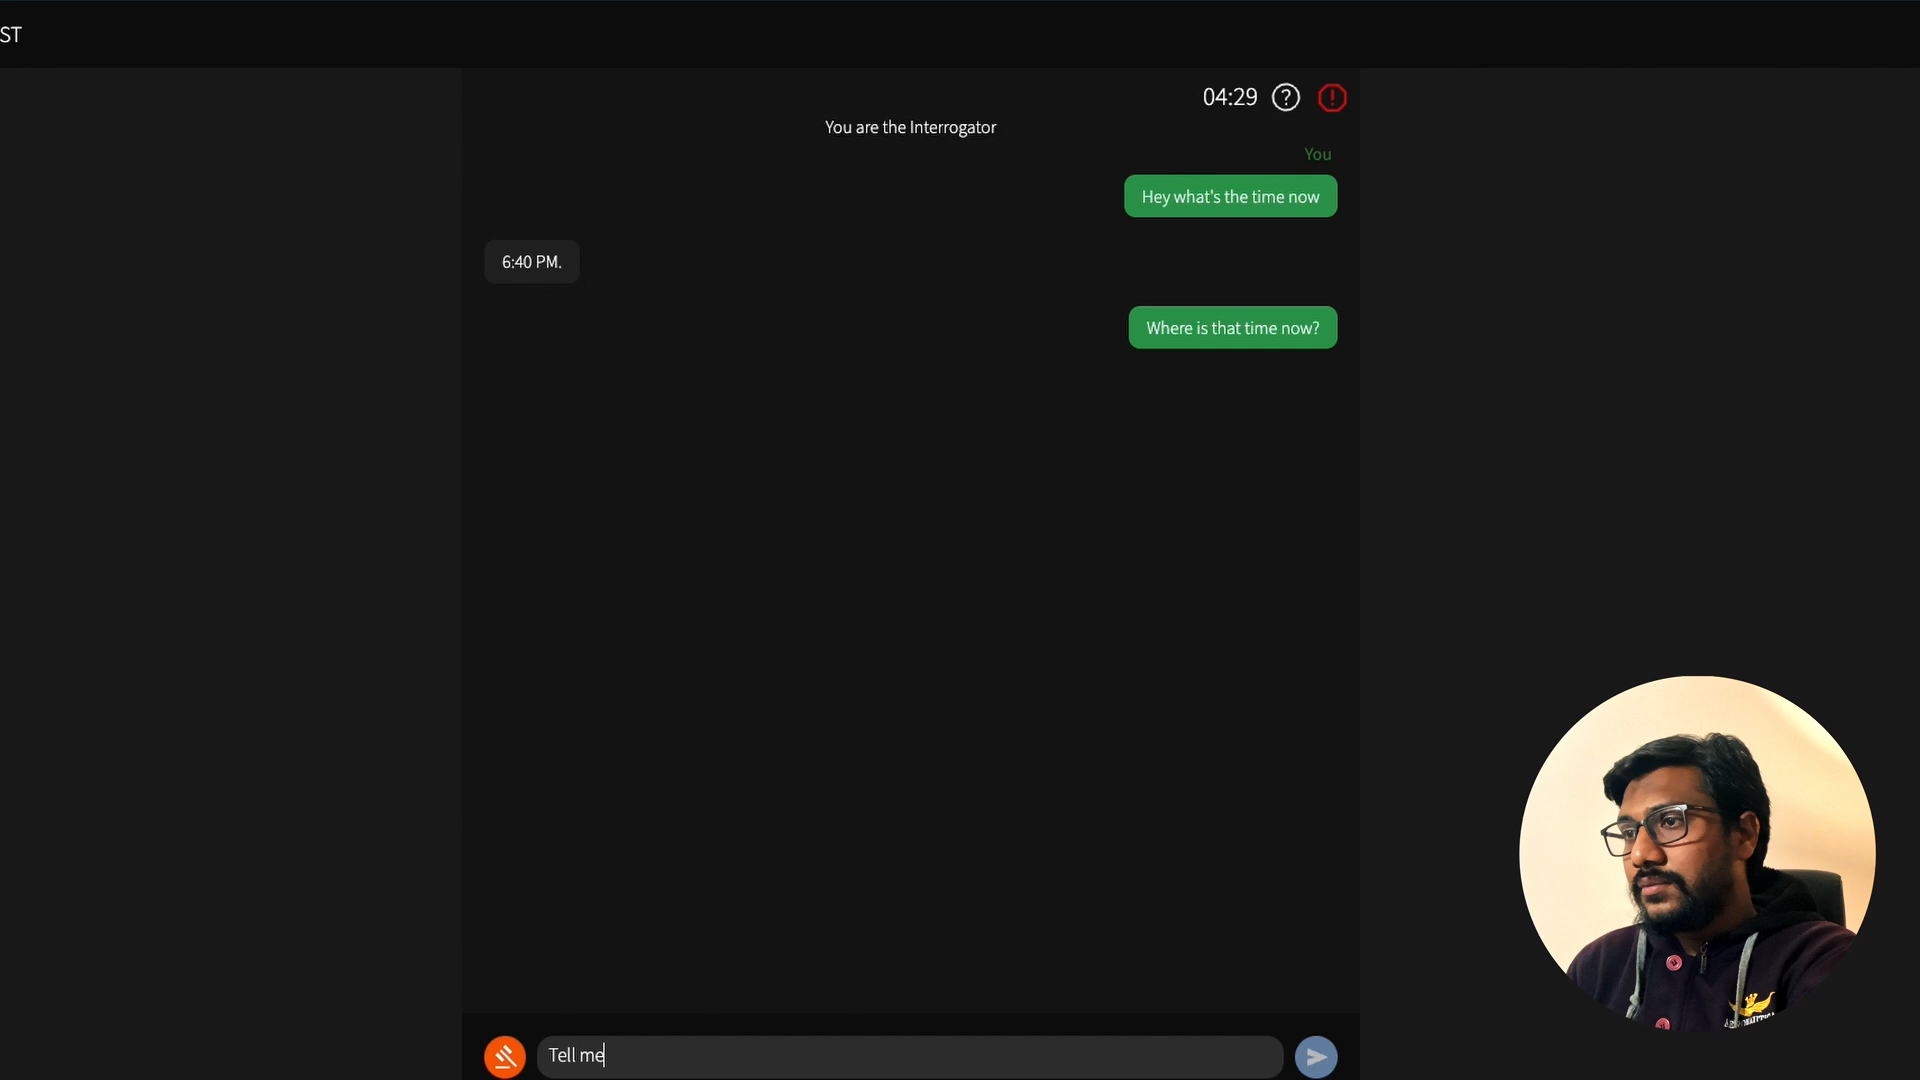 ST
04:29
You are the Interrogator
You
Hey what's the time now
6:40 PM.
Where is that time now?
Tell me